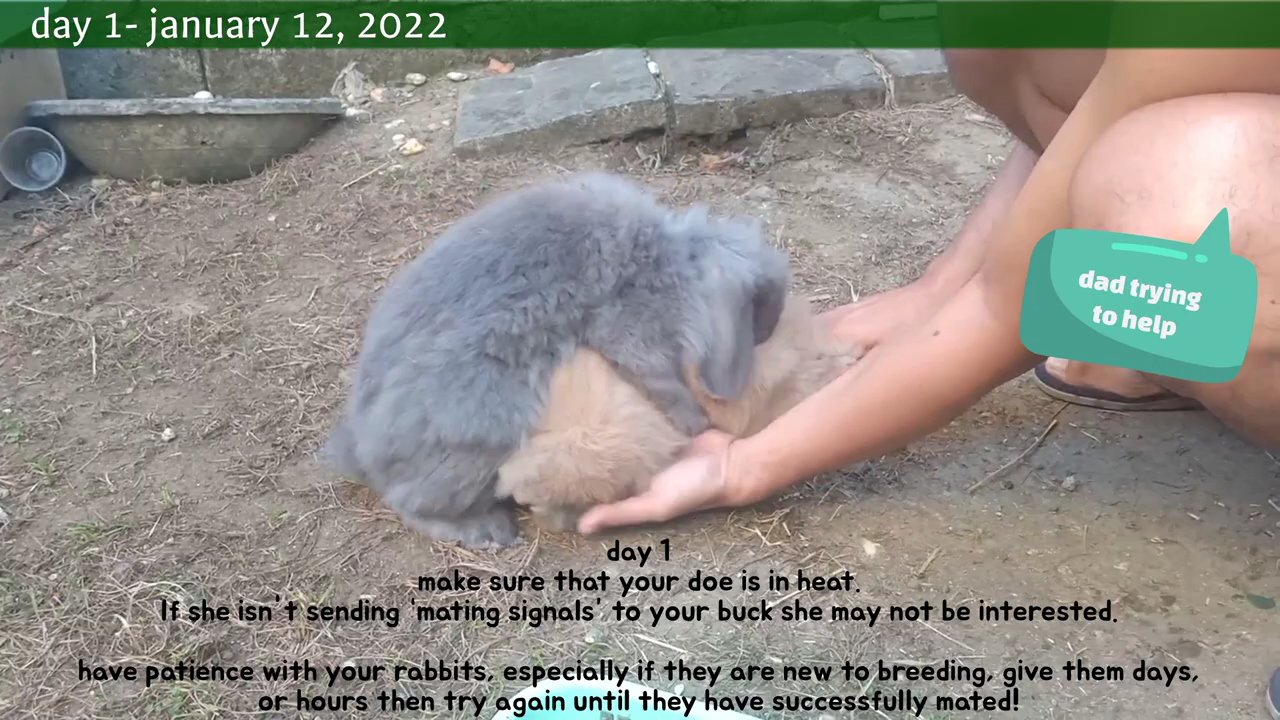 day 1- january 12, 2022
dad trying
to help
day 1
make sure that your doe is in heat.
If she isn't sending 'mating signals' to your buck she may not be interested.
have patience with your rabbits, especially if they are new to breeding, give them days,
or hours then try again until they have successfully mated!